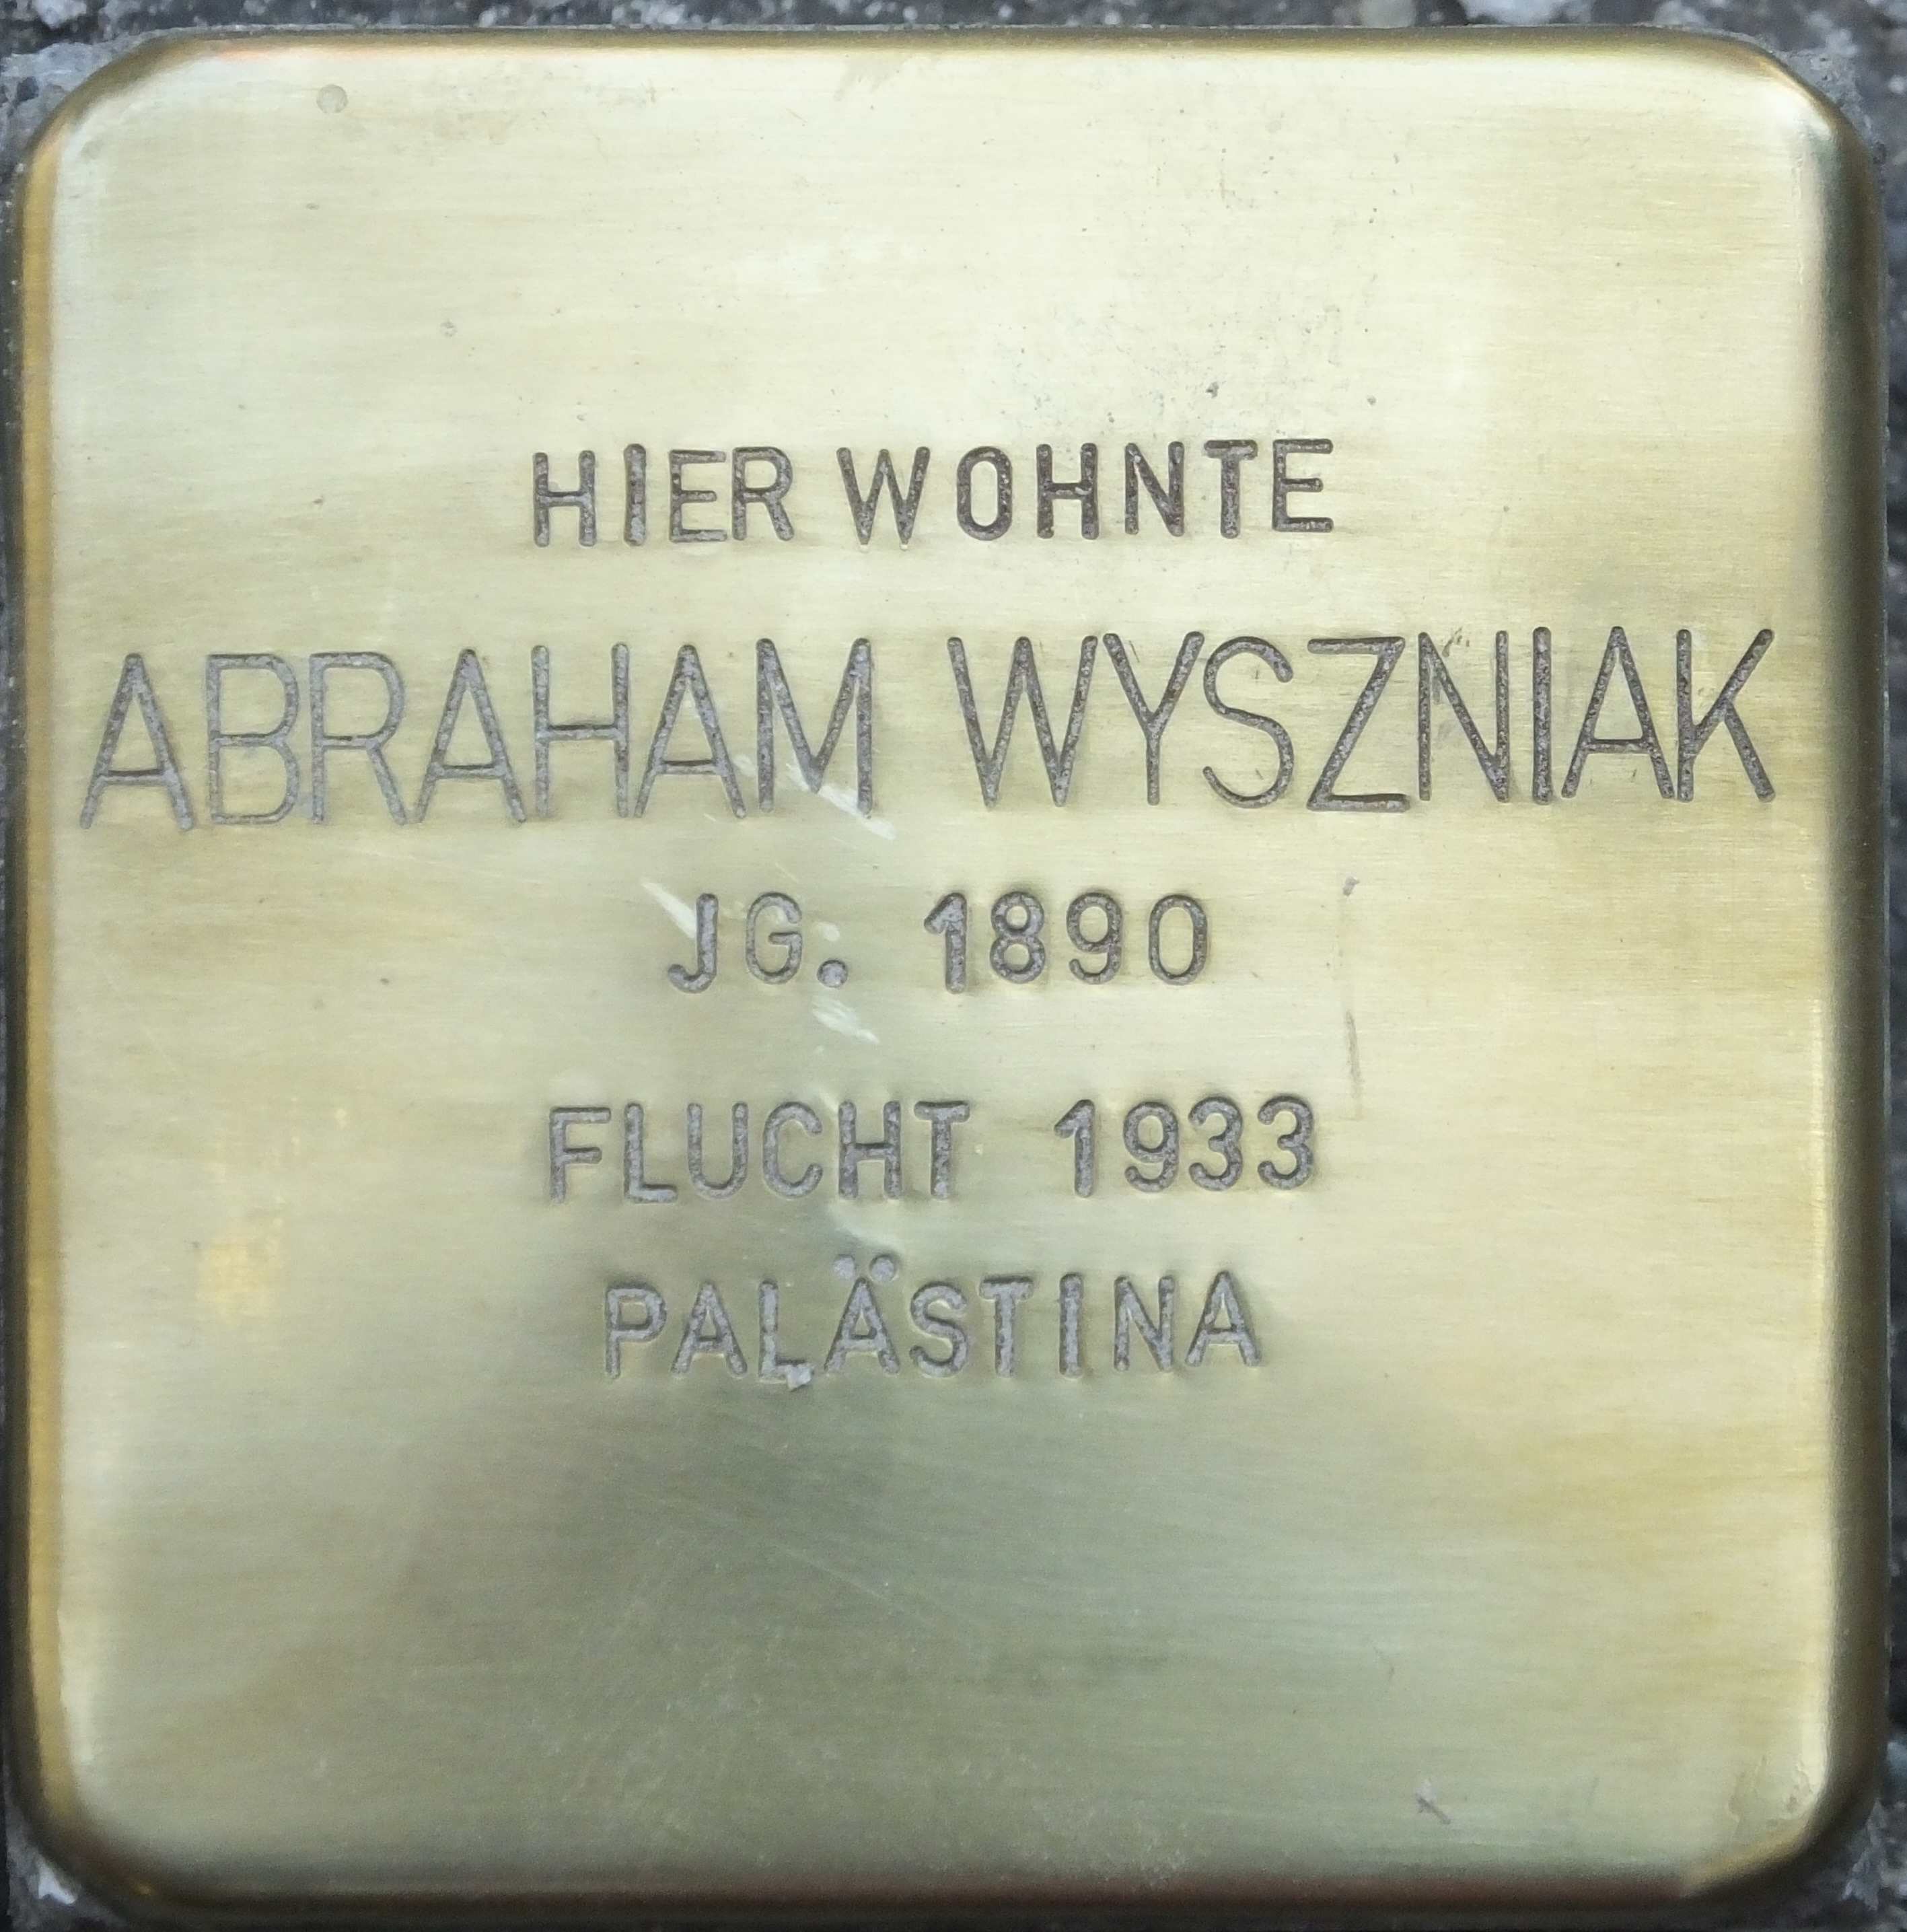 HIER WOHNTE
ABRAHAM WYSZNIAK
JG. 1890
FLUCHT 1933
PALÄSTINA